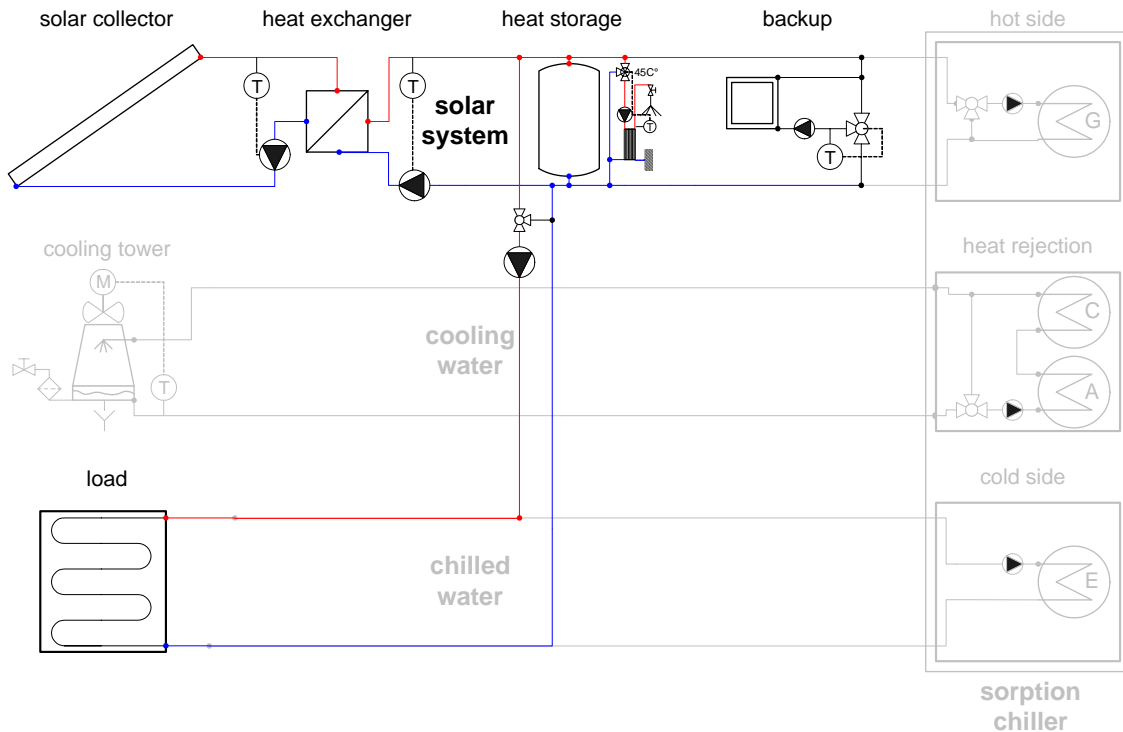 solar collector
heat exchanger
heat storage
backup
hot side
45C°
T
T
solar
system
T
T
G
cooling tower
heat rejection
M
C
cooling
water
T
A
load
cold side
chilled
water
E
sorption
chiller